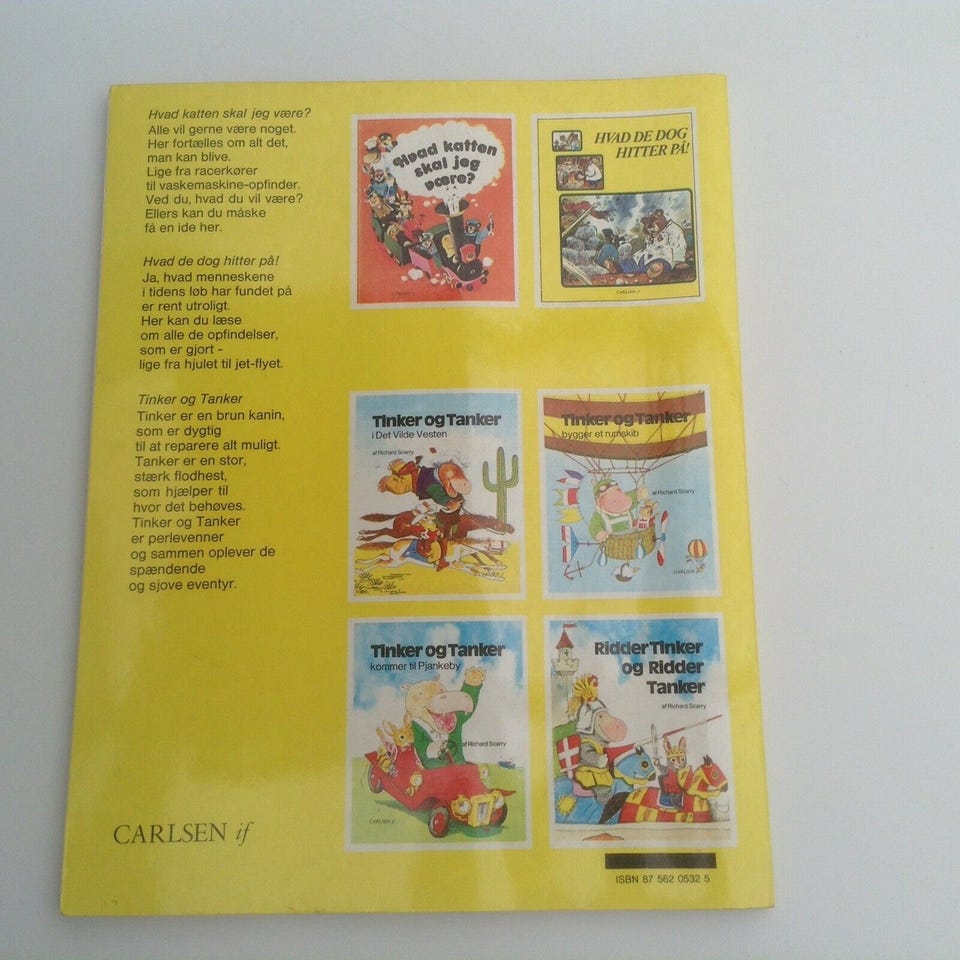 Hvad katten skal jeg være?
Alle vil gerne være noget.
Her fortælles om alt det,
man kan blive.
Lige fra racerkører
til vaskemaskine-opfinder.
Ved du, hvad du vil være?
Ellers kan du måske
få en ide her.
Hvad de dog hitter på!
Ja, hvad menneskene
i tidens løb har fundet på
er rent utroligt.
Her kan du læse
om alle de opfindelser,
som er gjort -
lige fra hjulet til jet-flyet.
Tinker og Tanker
Tinker er en brun kanin,
som er dygtig
til at reparere alt muligt.
Tanker er en stor,
stærk flodhest,
som hjælper til
hvor det behøves.
Tinker og Tanker
er perlevenner
og sammen oplever de
spændende
og sjove eventyr.
Hvad katten
skal jeg
være?
HVAD DE DOG
HITTER PÅ!
CARLSEN if
Tinker og Tanker
i Det Vilde Vesten
af Richard Scarry
Tinker og Tanker
bygger et rumskib
af Richard Scarry
CARLSEN if
Tinker og Tanker
kommer til Pjankeby
af Richard Scarry
CARLSEN if
Ridder Tinker
og Ridder
Tanker
af Richard Scarry
CARLSEN if
ISBN 87 562 0532 5